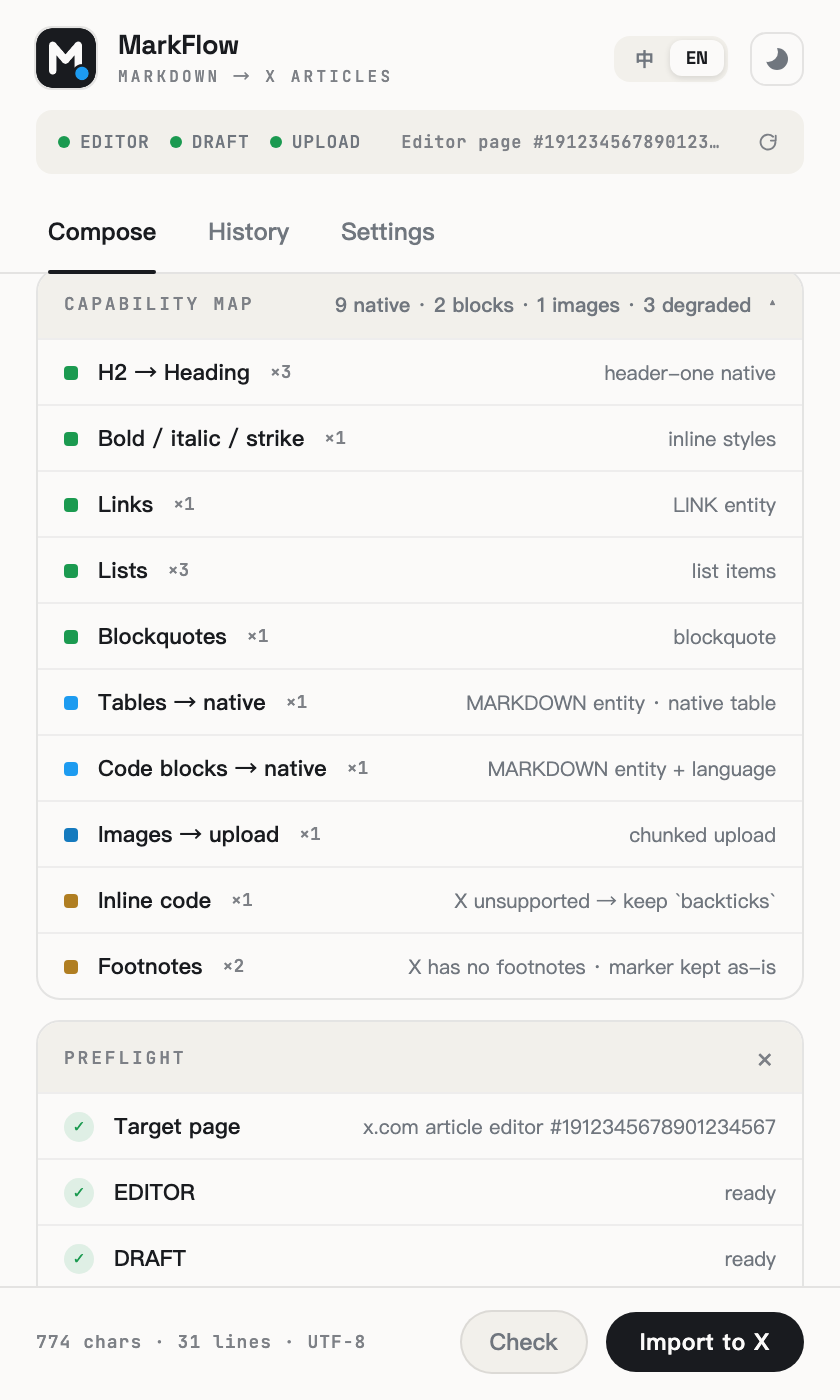 MarkFlow
MARKDOWN → X ARTICLES
中 EN
EDITOR DRAFT UPLOAD Editor page #191234567890123…
Compose History Settings
CAPABILITY MAP 9 native · 2 blocks · 1 images · 3 degraded ▴
H2 → Heading ×3 header-one native
Bold / italic / strike ×1 inline styles
Links ×1 LINK entity
Lists ×3 list items
Blockquotes ×1 blockquote
Tables → native ×1 MARKDOWN entity · native table
Code blocks → native ×1 MARKDOWN entity + language
Images → upload ×1 chunked upload
Inline code ×1 X unsupported → keep `backticks`
Footnotes ×2 X has no footnotes · marker kept as-is
PREFLIGHT ×
✓ Target page x.com article editor #1912345678901234567
✓ EDITOR ready
✓ DRAFT ready
774 chars · 31 lines · UTF-8 Check Import to X